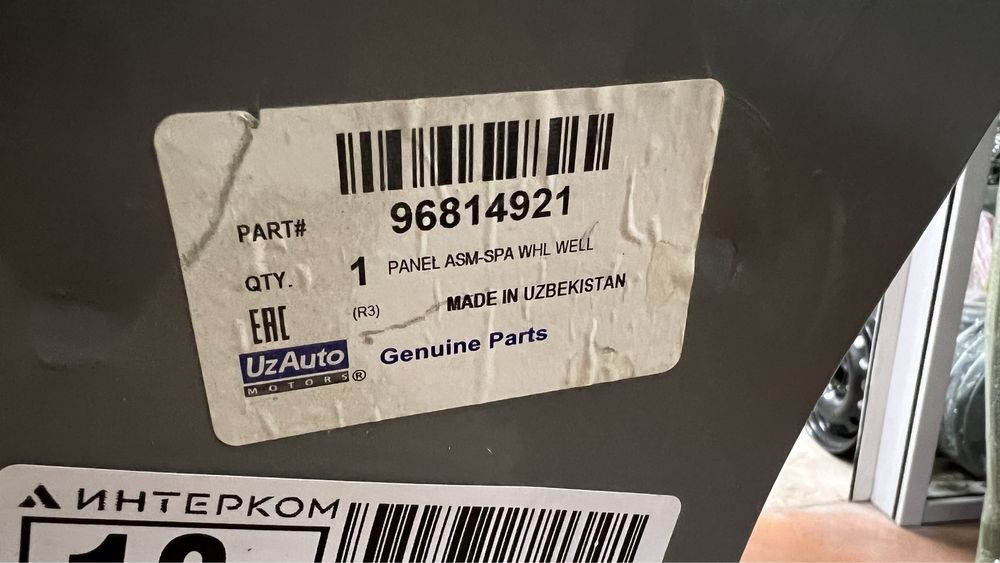 PART# 96814921
QTY. 1 PANEL ASM-SPA WHL WELL
EAC (R3) MADE IN UZBEKISTAN
UzAuto
MOTORS® Genuine Parts
ИНТЕРКОМ